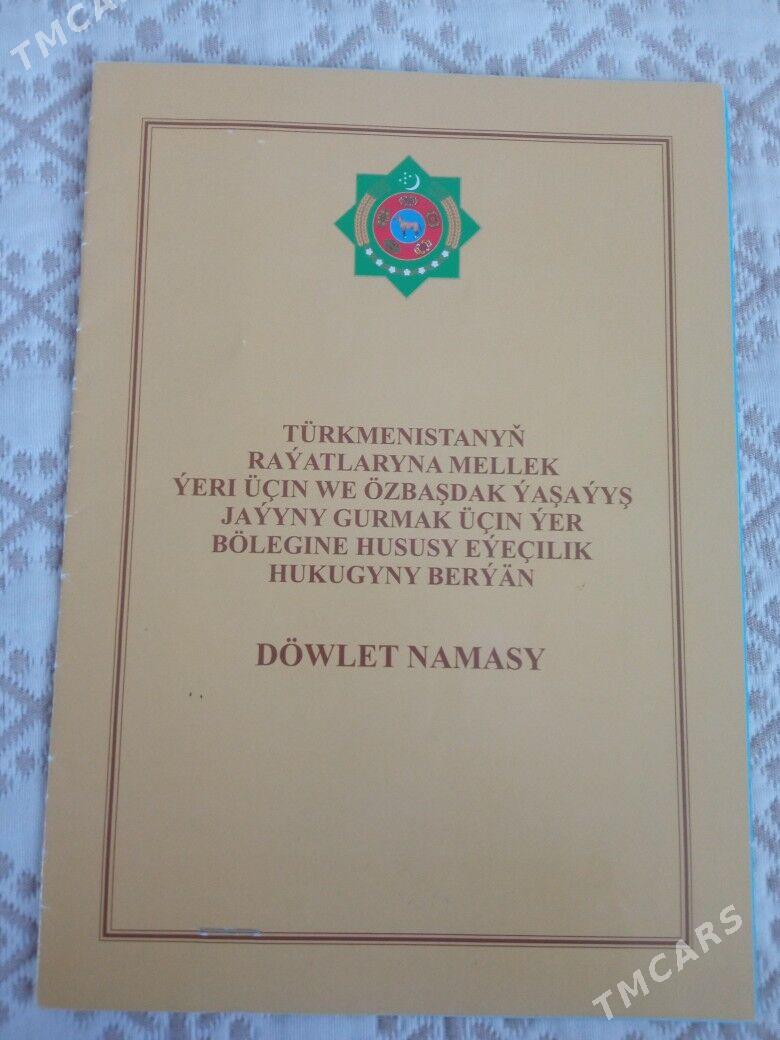 TMCARS
TÜRKMENISTANYŇ
RAÝATLARYNA MELLEK
ÝERI ÜÇIN WE ÖZBAŞDAK ÝAŞAÝYŞ
JAÝYNY GURMAK ÜÇIN ÝER
BÖLEGINE HUSUSY EÝEÇILIK
HUKUGYNY BERÝÄN
DÖWLET NAMASY
TMCARS